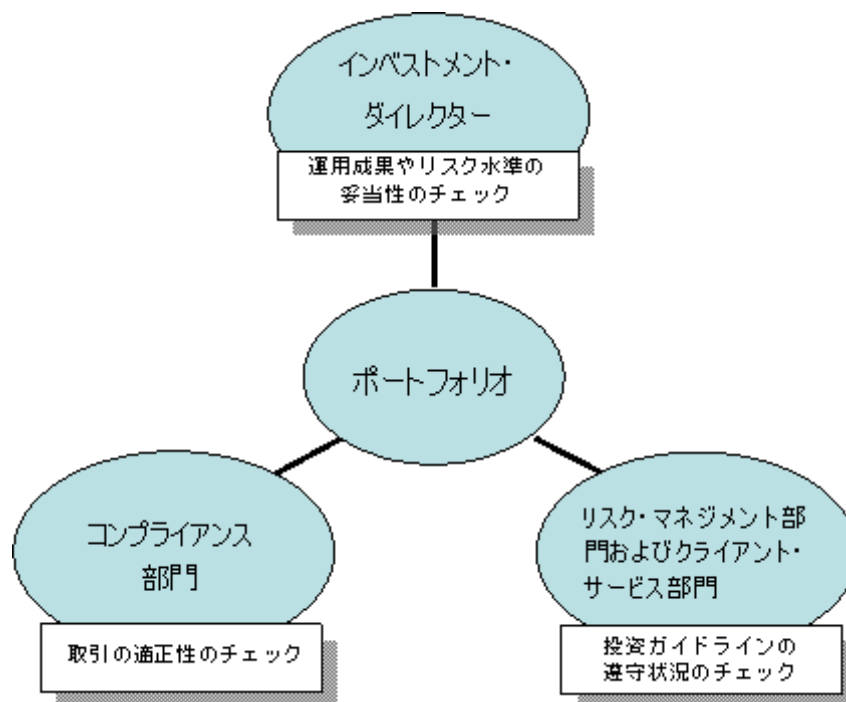 インベストメント・
ダイレクター
運用成果やリスク水準の
妥当性のチェック
ポートフォリオ
コンプライアンス
部門
取引の適正性のチェック
リスク・マネジメント部
門およびクライアント・
サービス部門
投資ガイドラインの
遵守状況のチェック